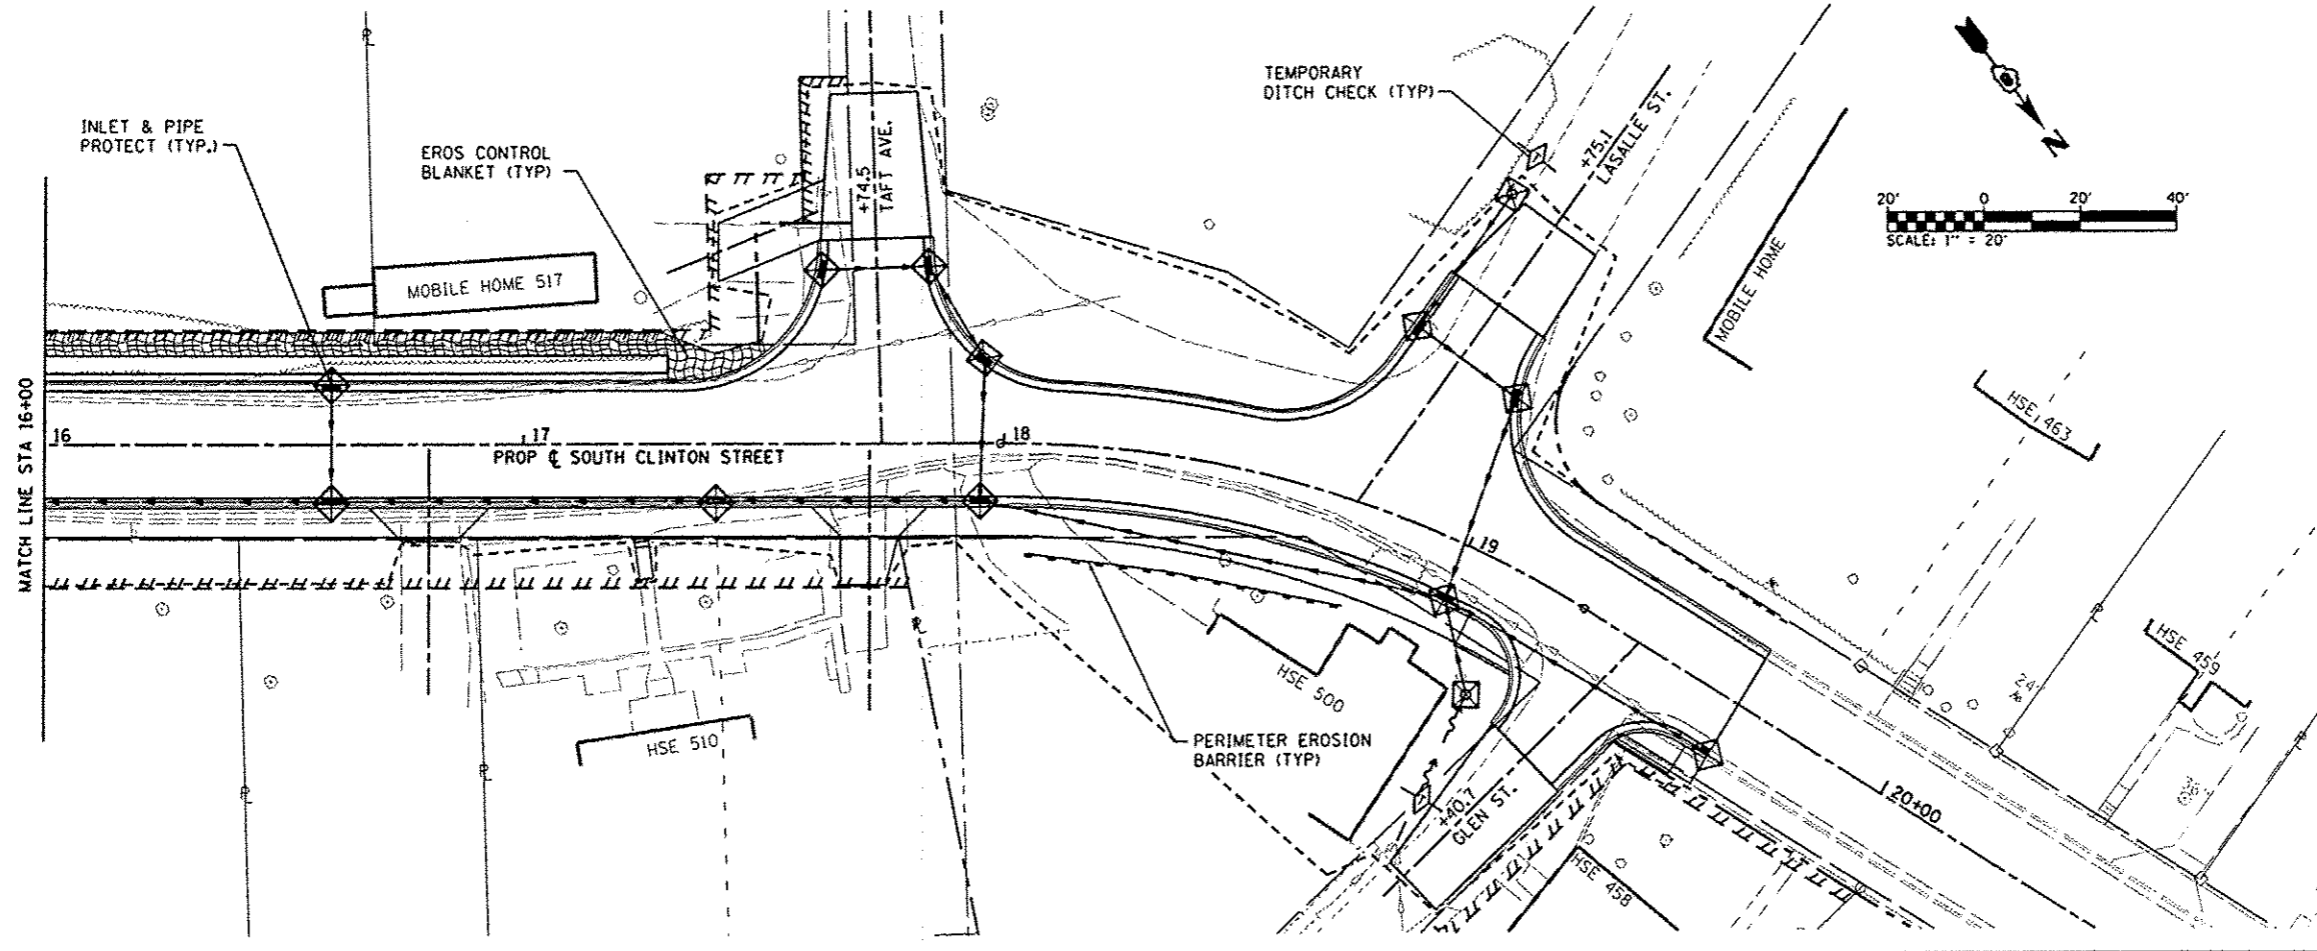 INLET & PIPE
PROTECT (TYP.)
EROS CONTROL
BLANKET (TYP)
MOBILE HOME 517
+74.5
TAFT AVE.
TEMPORARY
DITCH CHECK (TYP)
+75.1
LASALLE ST.
N
20' 0 20' 40'
SCALE: 1" = 20'
MOBILE HOME
HSE 463
HSE 459
24"
MATCH LINE STA 16+00
16
17
18
PROP ℄ SOUTH CLINTON STREET
19
20+00
HSE 510
HSE 500
PERIMETER EROSION
BARRIER (TYP)
+40.7
GLEN ST.
HSE 458